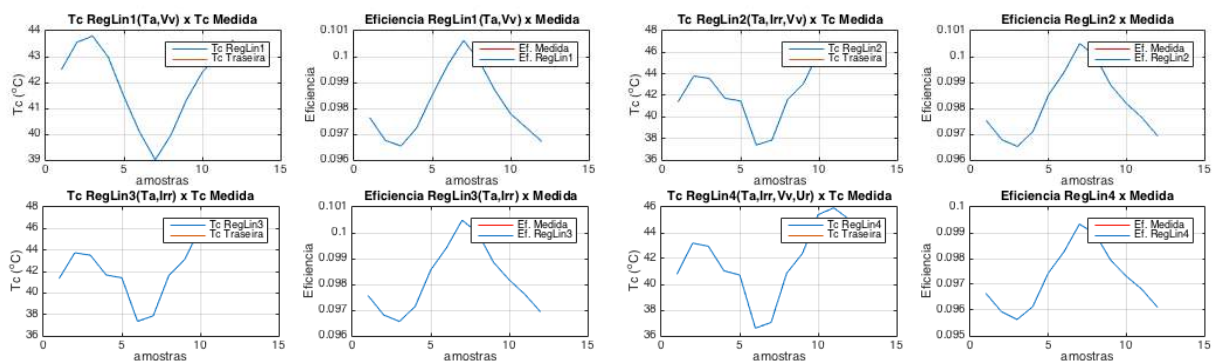 Tc RegLin1(Ta,Vv) x Tc Medida
44
43
42
41
40
39
Tc (°C)
0
5
10
15
amostras
Tc RegLin1
Tc Traseira
Eficiencia RegLin1(Ta,Vv) x Medida
0.101
0.1
0.099
0.098
0.097
0.096
Eficiencia
0
5
10
15
amostras
Ef. Medida
Ef. RegLin1
Tc RegLin2(Ta,Irr,Vv) x Tc Medida
48
46
44
42
40
38
36
Tc (°C)
0
5
10
15
amostras
Tc RegLin2
Tc Traseira
Eficiencia RegLin2 x Medida
0.101
0.1
0.099
0.098
0.097
0.096
Eficiencia
0
5
10
15
amostras
Ef. Medida
Ef. RegLin2
Tc RegLin3(Ta,Irr) x Tc Medida
48
46
44
42
40
38
36
Tc (°C)
0
5
10
15
amostras
Tc RegLin3
Tc Traseira
Eficiencia RegLin3(Ta,Irr) x Medida
0.101
0.1
0.099
0.098
0.097
0.096
Eficiencia
0
5
10
15
amostras
Ef. Medida
Ef. RegLin3
Tc RegLin4(Ta,Irr,Vv,Ur) x Tc Medida
46
44
42
40
38
36
Tc (°C)
0
5
10
15
amostras
Tc RegLin4
Tc Traseira
Eficiencia RegLin4 x Medida
0.1
0.099
0.098
0.097
0.096
0.095
Eficiencia
0
5
10
15
amostras
Ef. Medida
Ef. RegLin4